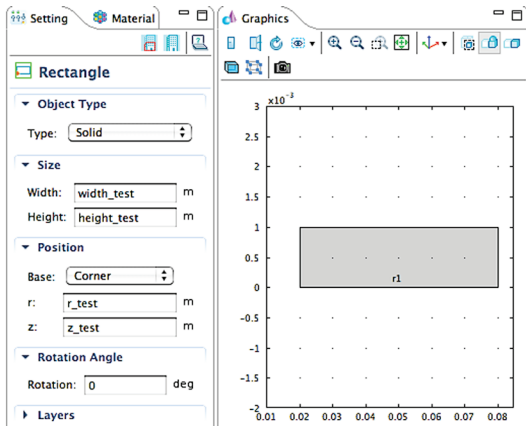 Setting
Material
Rectangle
Object Type
Type: Solid
Size
Width: width_test m
Height: height_test m
Position
Base: Corner
r: r_test m
z: z_test m
Rotation Angle
Rotation: 0 deg
Layers
Graphics
x10⁻³
3
2.5
2
1.5
1
0.5
0
-0.5
-1
-1.5
-2
r1
0.01 0.02 0.03 0.04 0.05 0.06 0.07 0.08